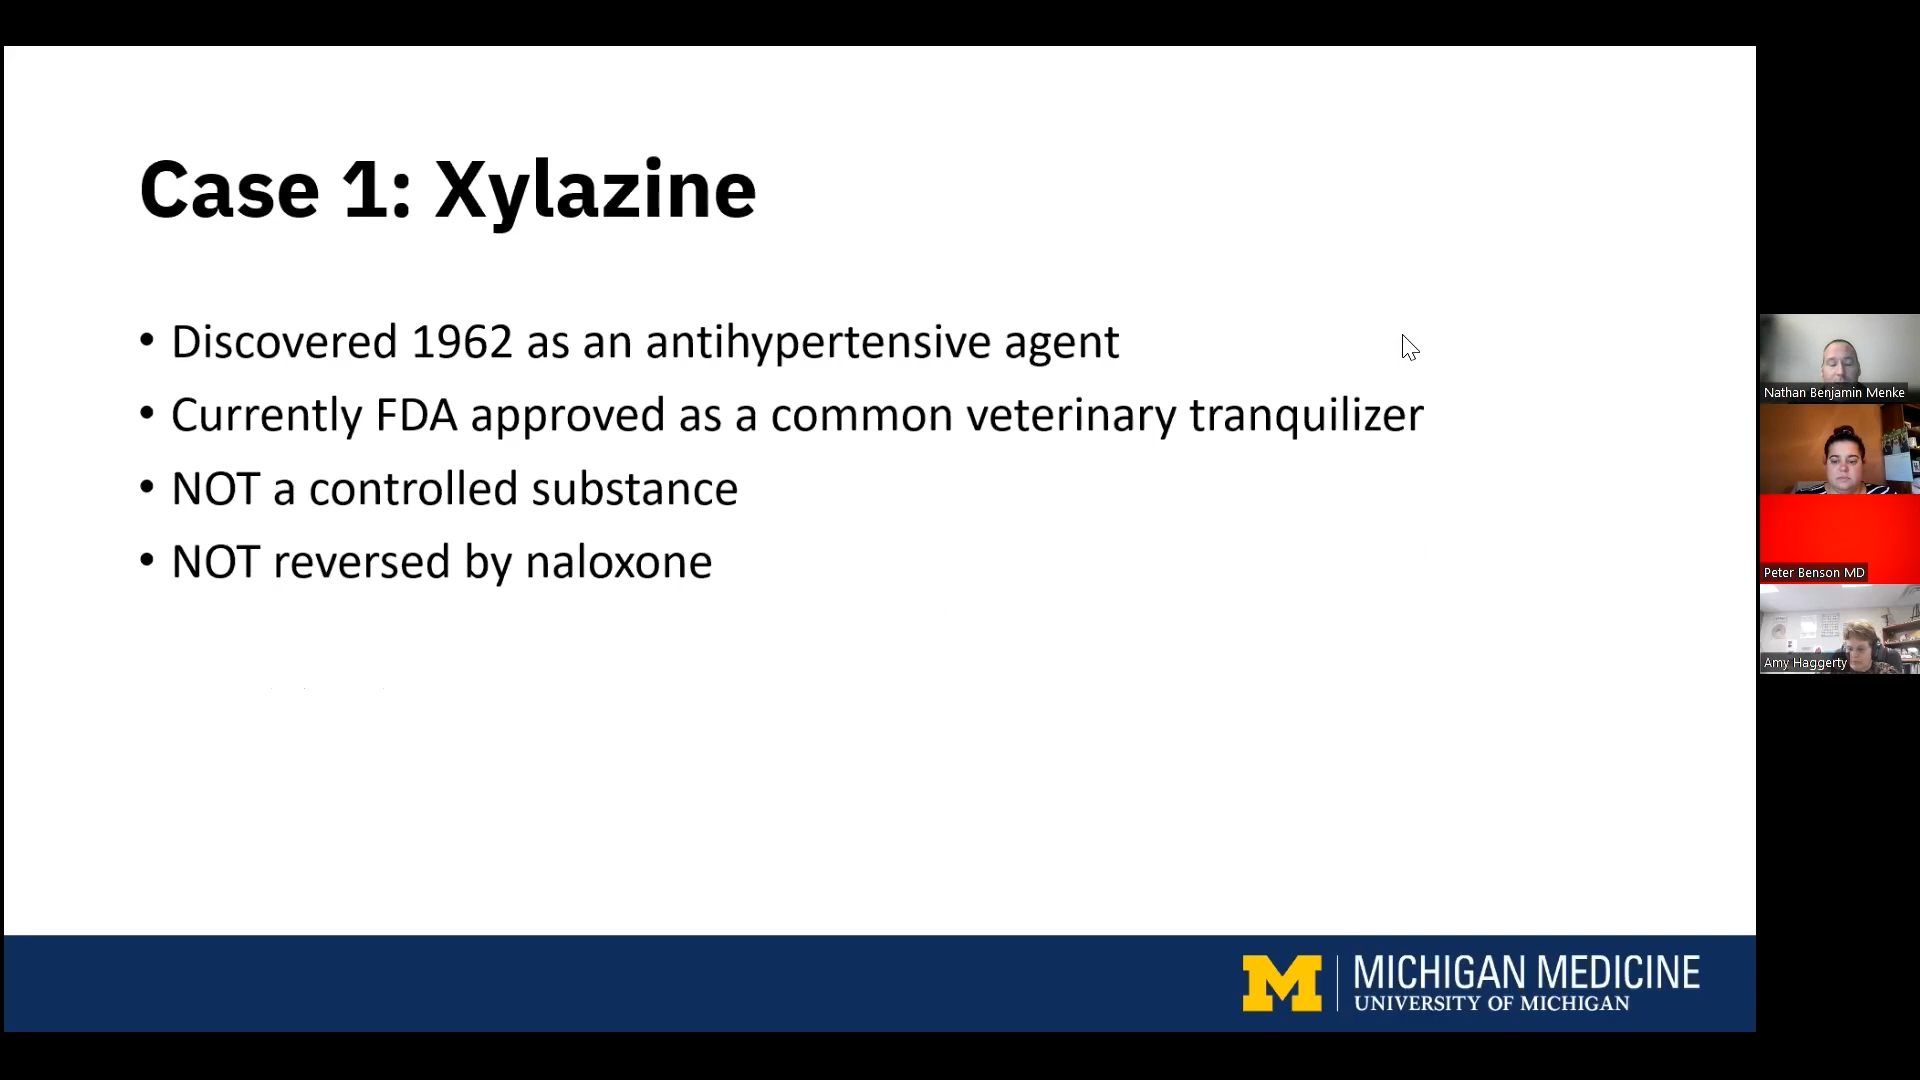 Case 1: Xylazine
• Discovered 1962 as an antihypertensive agent
• Currently FDA approved as a common veterinary tranquilizer
• NOT a controlled substance
• NOT reversed by naloxone
M | MICHIGAN MEDICINE
UNIVERSITY OF MICHIGAN
Nathan Benjamin Menke
Peter Benson MD
Amy Haggerty